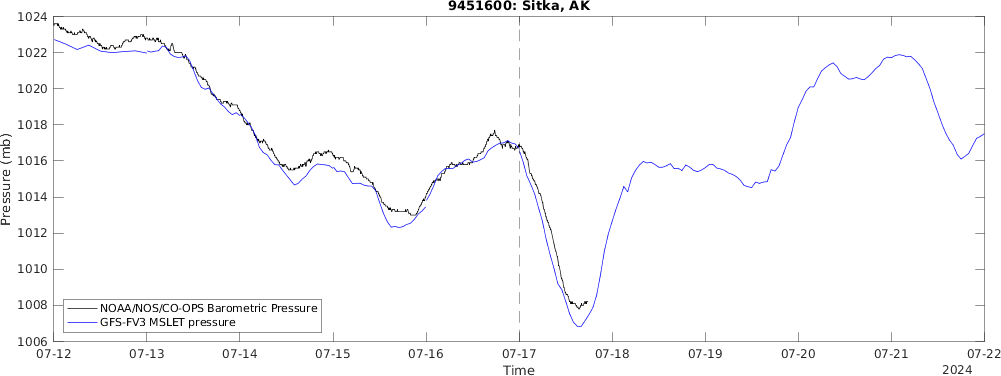 9451600: Sitka, AK
Pressure (mb)
1024
1022
1020
1018
1016
1014
1012
1010
1008
1006
NOAA/NOS/CO-OPS Barometric Pressure
GFS-FV3 MSLET pressure
07-12 07-13 07-14 07-15 07-16 07-17 07-18 07-19 07-20 07-21 07-22
Time
2024